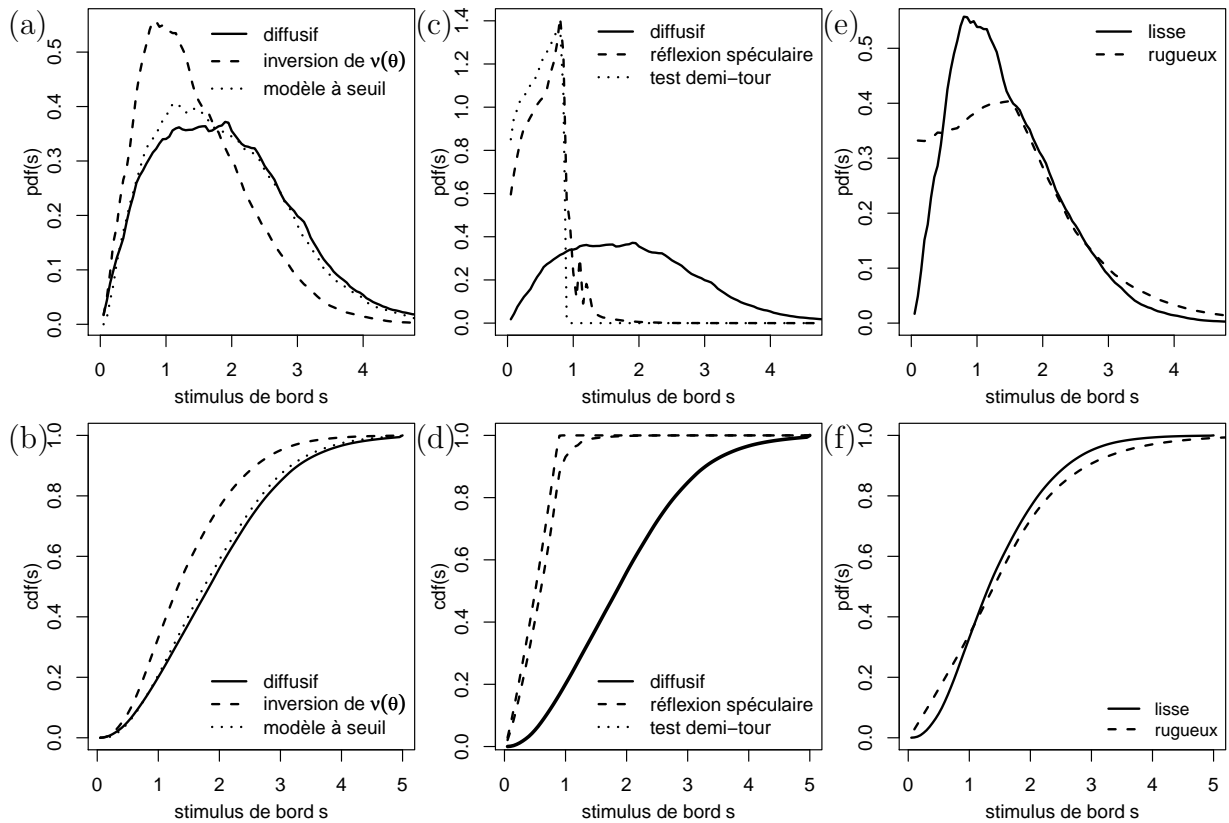 (a)
pdf(s)
0.0 0.1 0.2 0.3 0.4 0.5
diffusif
inversion de ν(θ)
modèle à seuil
0 1 2 3 4
stimulus de bord s
(c)
pdf(s)
0.0 0.2 0.4 0.6 0.8 1.0 1.2 1.4
diffusif
réflexion spéculaire
test demi−tour
0 1 2 3 4
stimulus de bord s
(e)
pdf(s)
0.0 0.1 0.2 0.3 0.4 0.5
lisse
rugueux
0 1 2 3 4
stimulus de bord s
(b)
cdf(s)
0.0 0.2 0.4 0.6 0.8 1.0
diffusif
inversion de ν(θ)
modèle à seuil
0 1 2 3 4 5
stimulus de bord s
(d)
cdf(s)
0.0 0.2 0.4 0.6 0.8 1.0
diffusif
réflexion spéculaire
test demi−tour
0 1 2 3 4 5
stimulus de bord s
(f)
pdf(s)
0.0 0.2 0.4 0.6 0.8 1.0
lisse
rugueux
0 1 2 3 4 5
stimulus de bord s